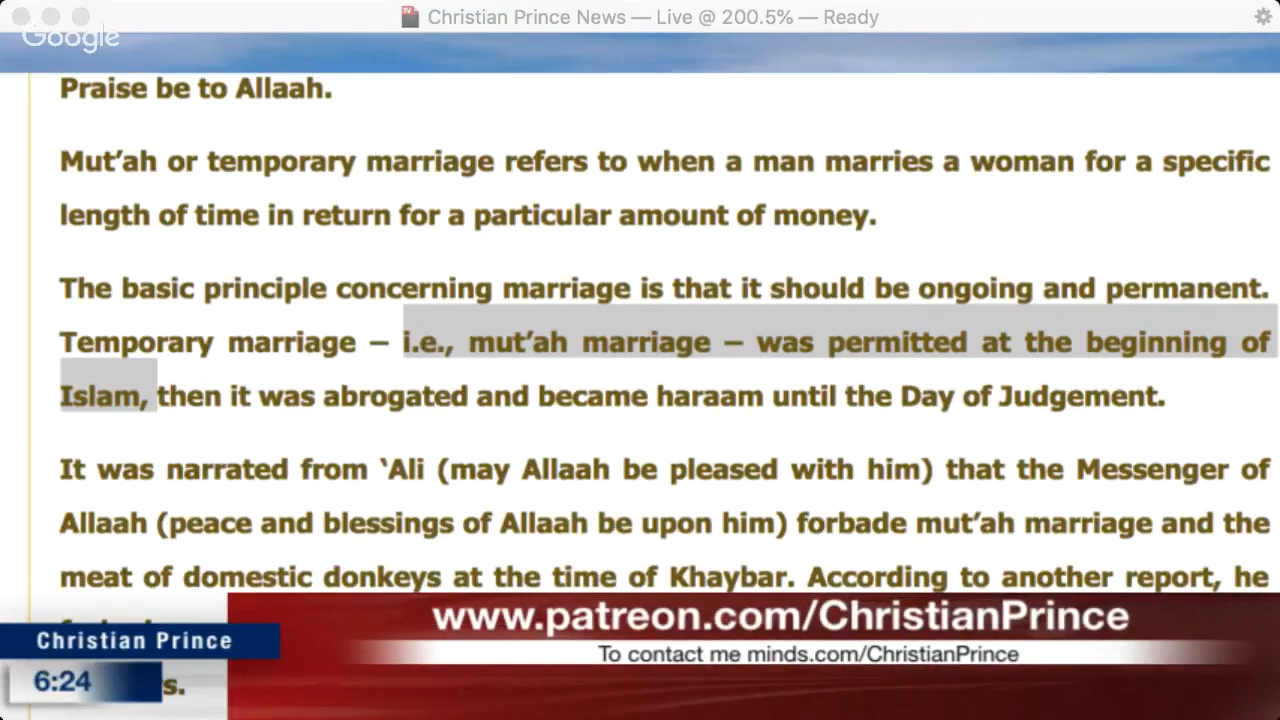 Christian Prince News — Live @ 200.5% — Ready
Google
Praise be to Allaah.
Mut’ah or temporary marriage refers to when a man marries a woman for a specific
length of time in return for a particular amount of money.
The basic principle concerning marriage is that it should be ongoing and permanent.
Temporary marriage – i.e., mut’ah marriage – was permitted at the beginning of
Islam, then it was abrogated and became haraam until the Day of Judgement.
It was narrated from ‘Ali (may Allaah be pleased with him) that the Messenger of
Allaah (peace and blessings of Allaah be upon him) forbade mut’ah marriage and the
meat of domestic donkeys at the time of Khaybar. According to another report, he
www.patreon.com/ChristianPrince
Christian Prince
To contact me minds.com/ChristianPrince
6:24
s.